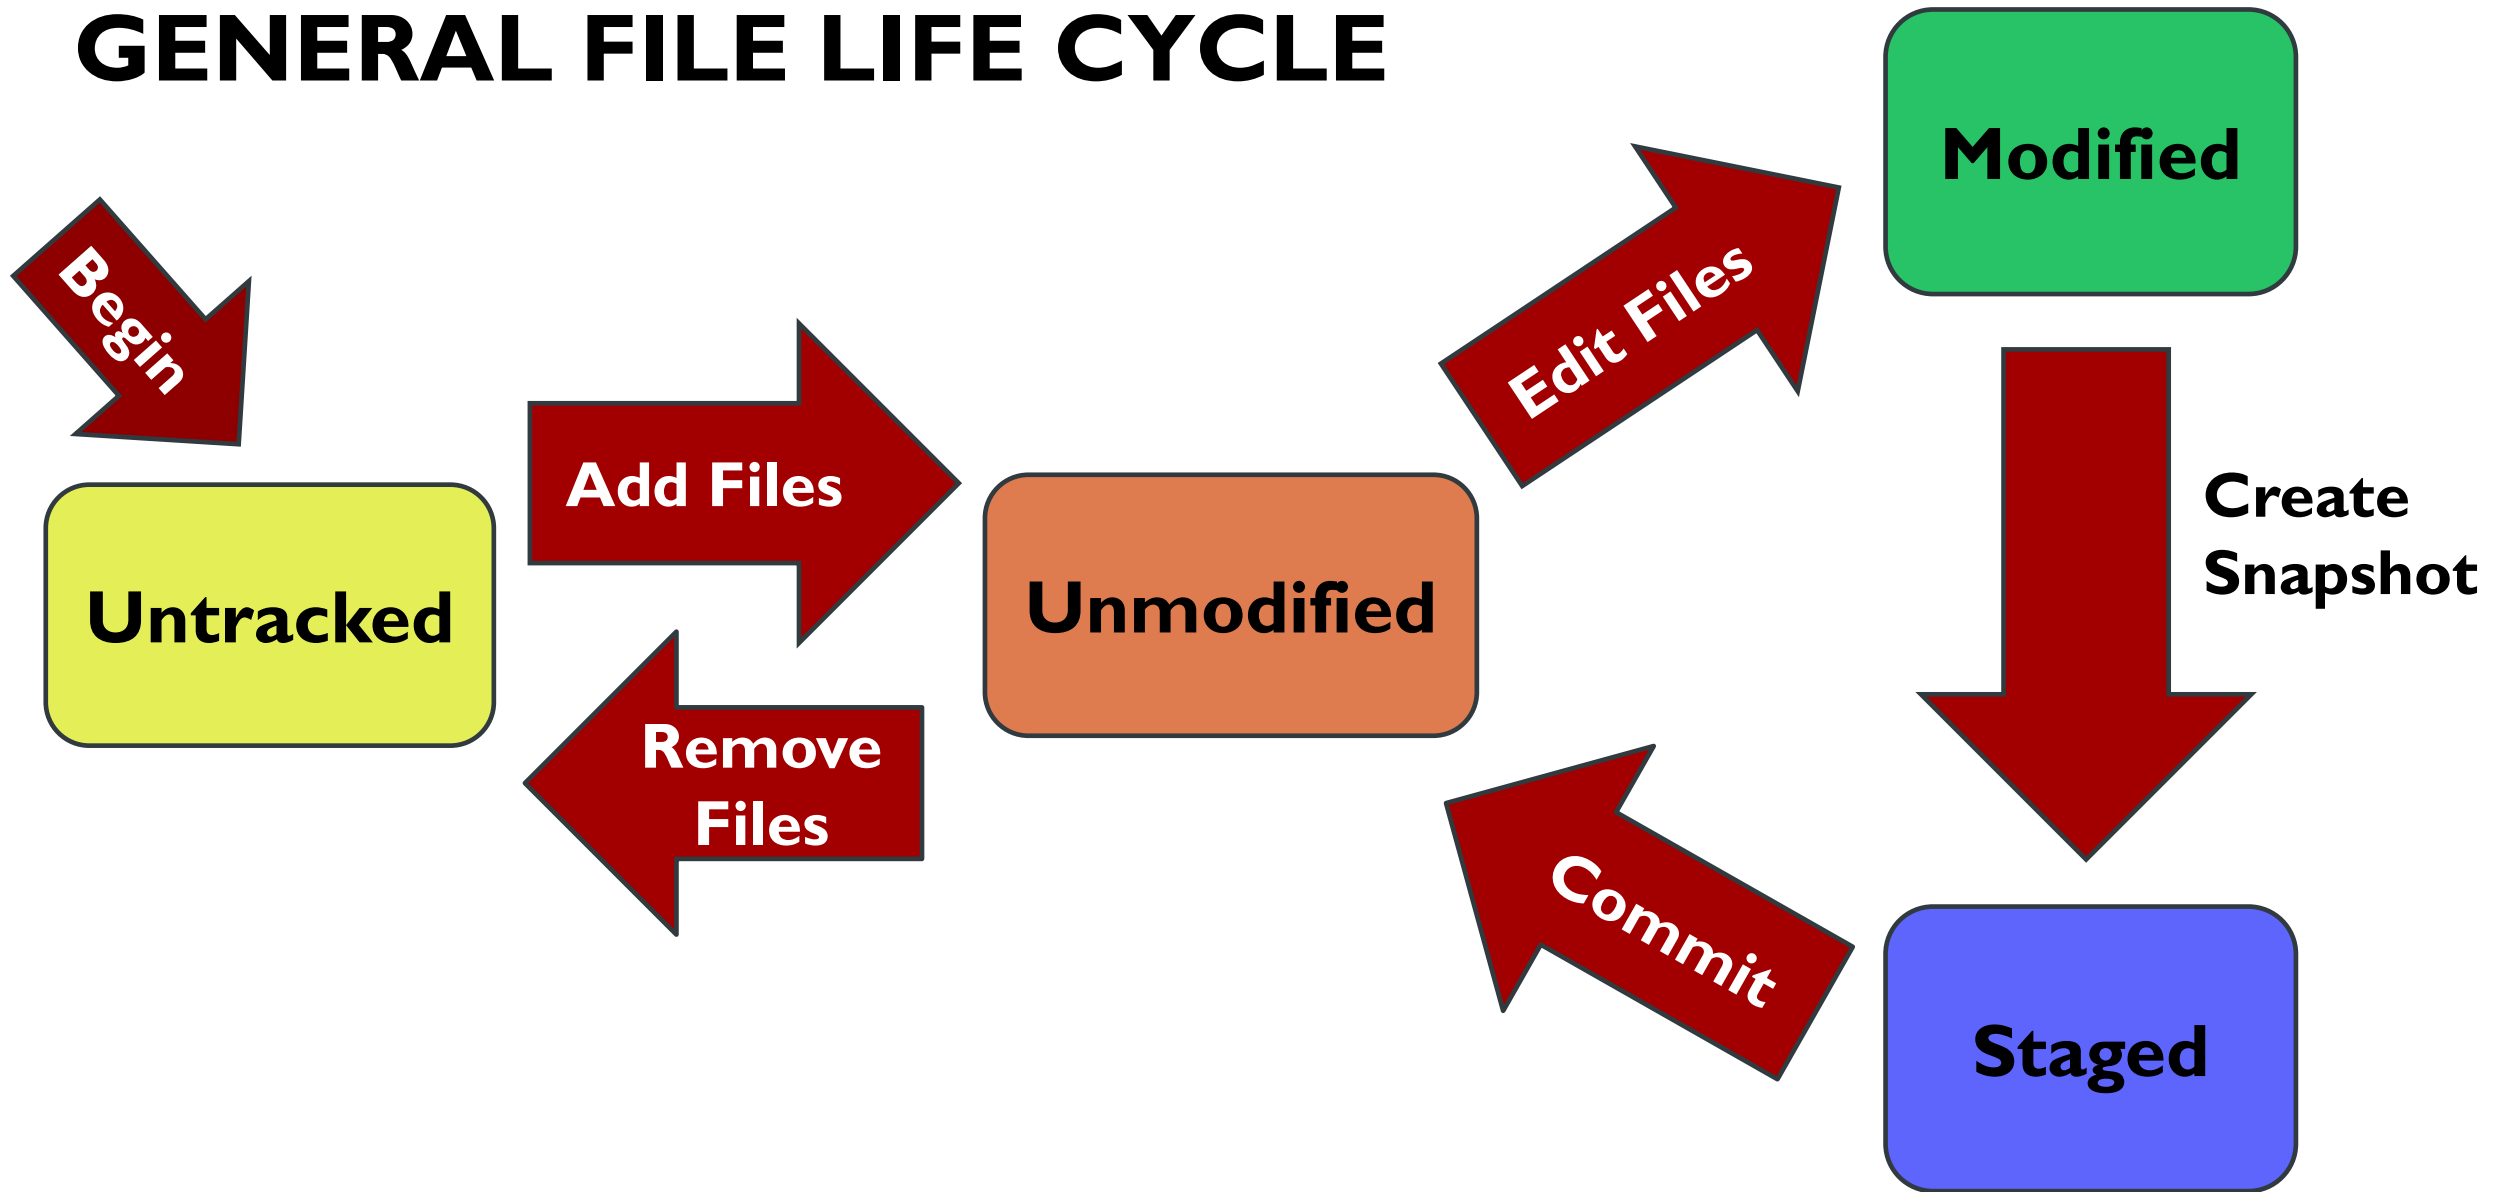 GENERAL FILE LIFE CYCLE
Modified
Begin
Edit Files
Add Files
Create
Snapshot
Untracked
Unmodified
Remove
Files
Commit
Staged